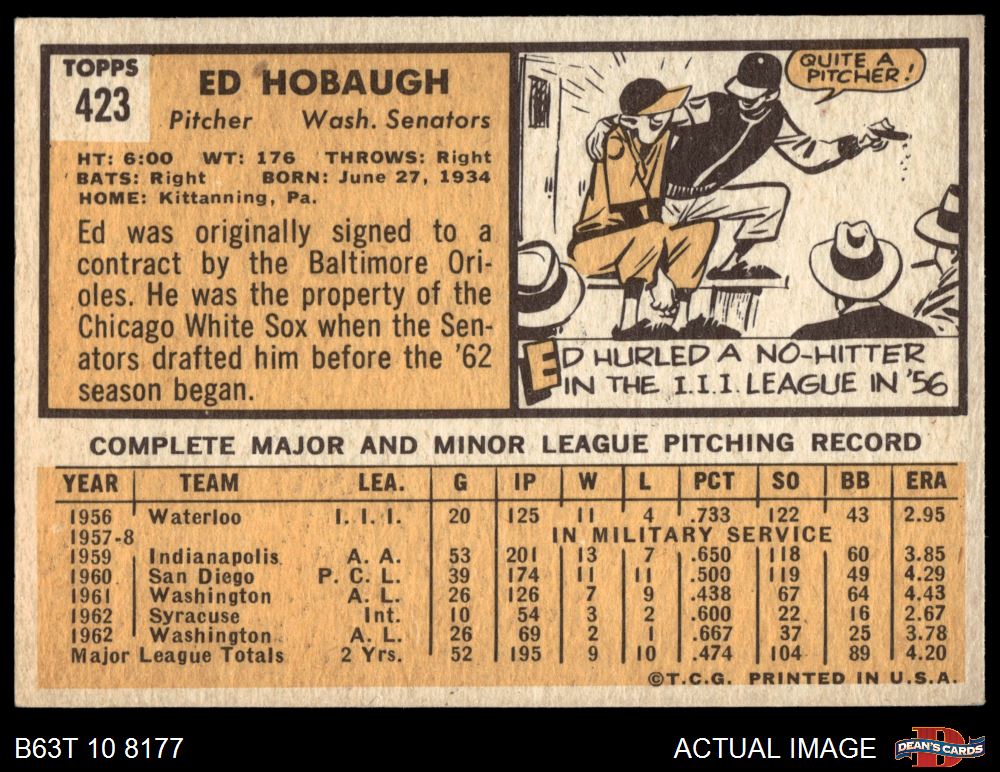 TOPPS
423
ED HOBAUGH
Pitcher Wash. Senators
HT: 6:00 WT: 176 THROWS: Right
BATS: Right BORN: June 27, 1934
HOME: Kittanning, Pa.
Ed was originally signed to a
contract by the Baltimore Ori-
oles. He was the property of the
Chicago White Sox when the Sen-
ators drafted him before the '62
season began.
QUITE A
PITCHER!
ED HURLED A NO-HITTER
IN THE I.I.I. LEAGUE IN '56
COMPLETE MAJOR AND MINOR LEAGUE PITCHING RECORD
YEAR TEAM LEA. G IP W L PCT SO BB ERA
1956 Waterloo I. I. I. 20 125 11 4 .733 122 43 2.95
1957-8 IN MILITARY SERVICE
1959 Indianapolis A. A. 53 201 13 7 .650 118 60 3.85
1960 San Diego P. C. L. 39 174 11 11 .500 119 49 4.29
1961 Washington A. L. 26 126 7 9 .438 67 64 4.43
1962 Syracuse Int. 10 54 3 2 .600 22 16 2.67
1962 Washington A. L. 26 69 2 1 .667 37 25 3.78
Major League Totals 2 Yrs. 52 195 9 10 .474 104 89 4.20
©T.C.G. PRINTED IN U.S.A.
B63T 10 8177
ACTUAL IMAGE
D
DEAN'S CARDS